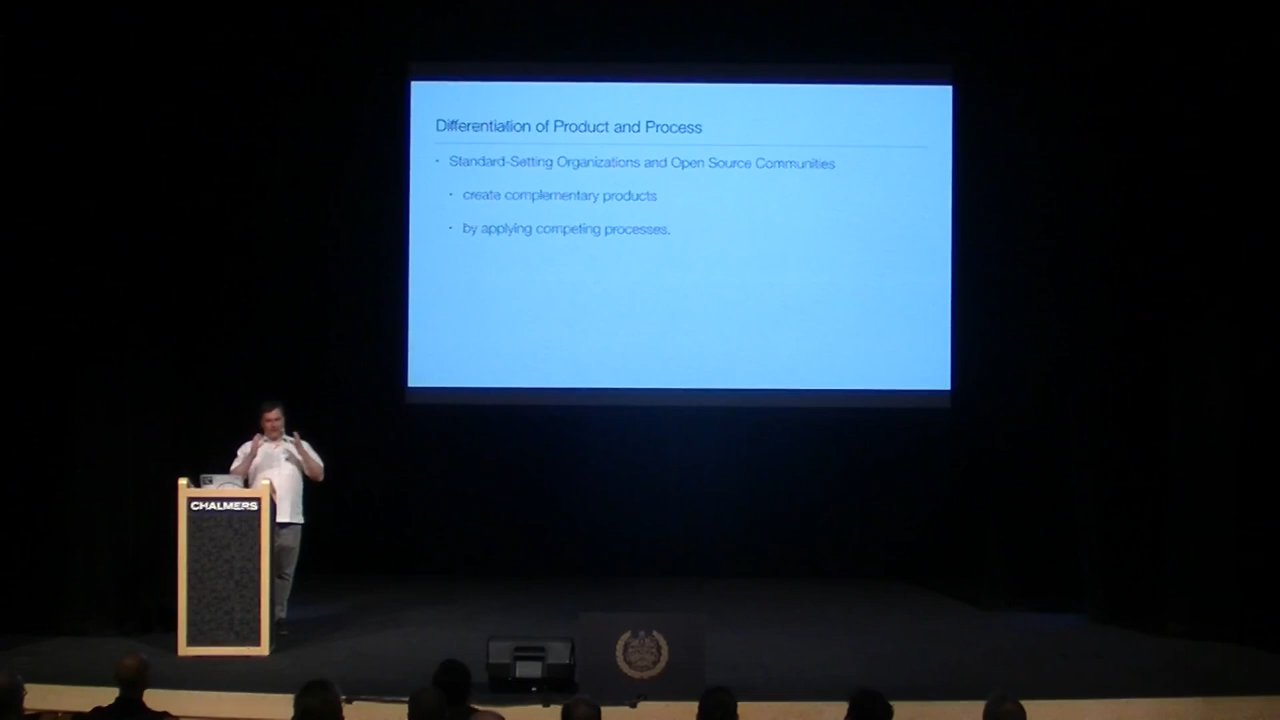 Differentiation of Product and Process
· Standard-Setting Organizations and Open Source Communities
· create complementary products
· by applying competing processes.
CHALMERS